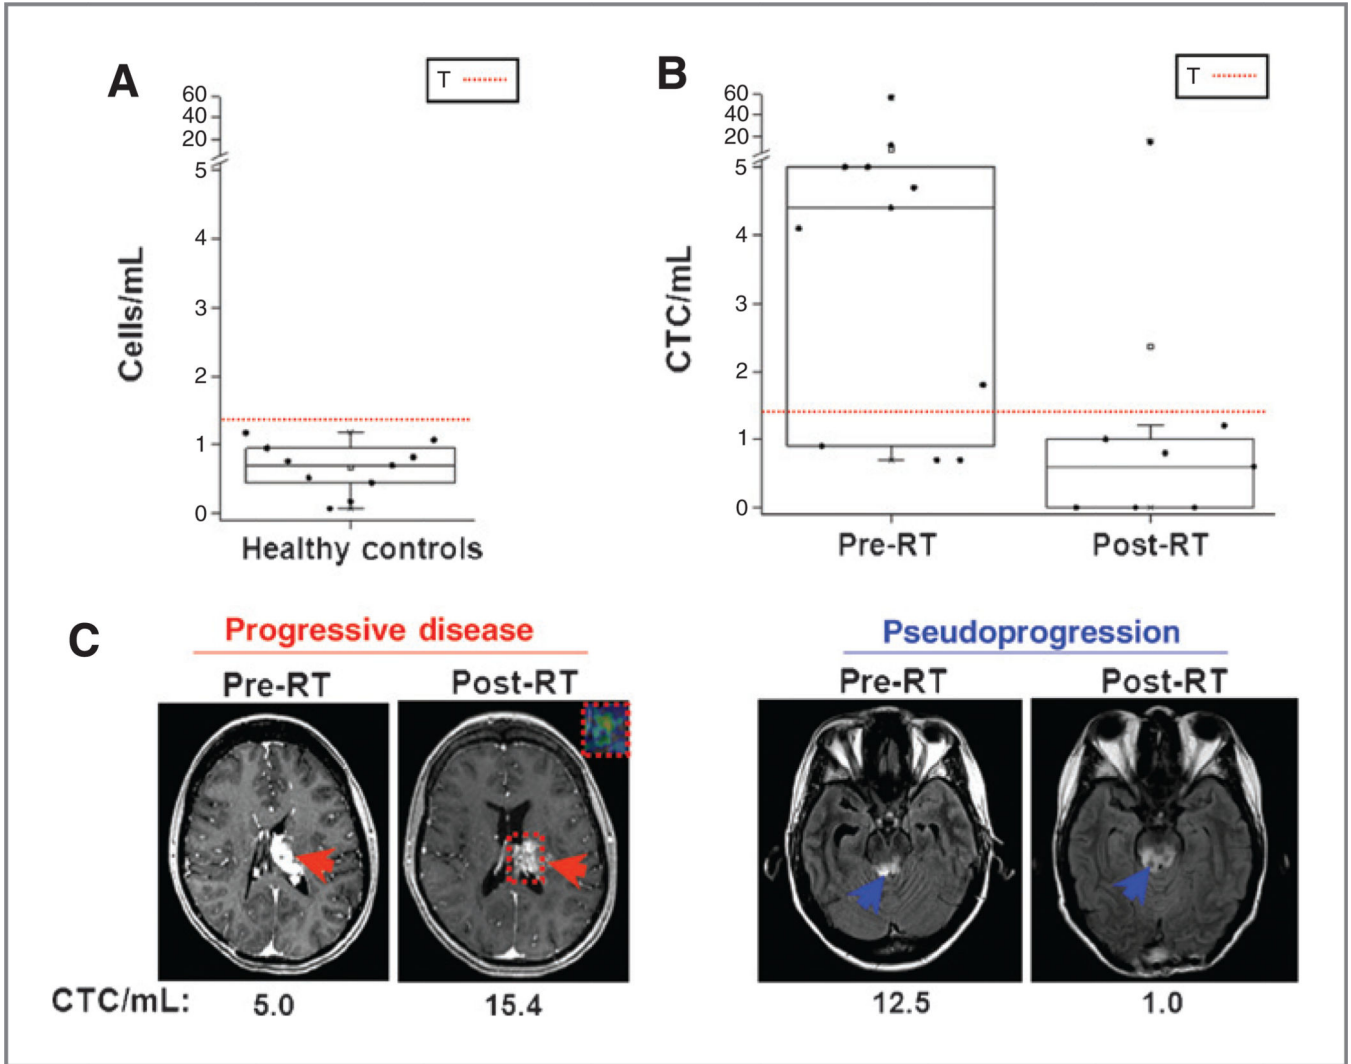 A
T
60
40
20
5
4
3
2
1
0
Cells/mL
Healthy controls
B
T
60
40
20
5
4
3
2
1
0
CTC/mL
Pre-RT
Post-RT
C
Progressive disease
Pre-RT
Post-RT
Pseudoprogression
Pre-RT
Post-RT
CTC/mL: 5.0 15.4 12.5 1.0